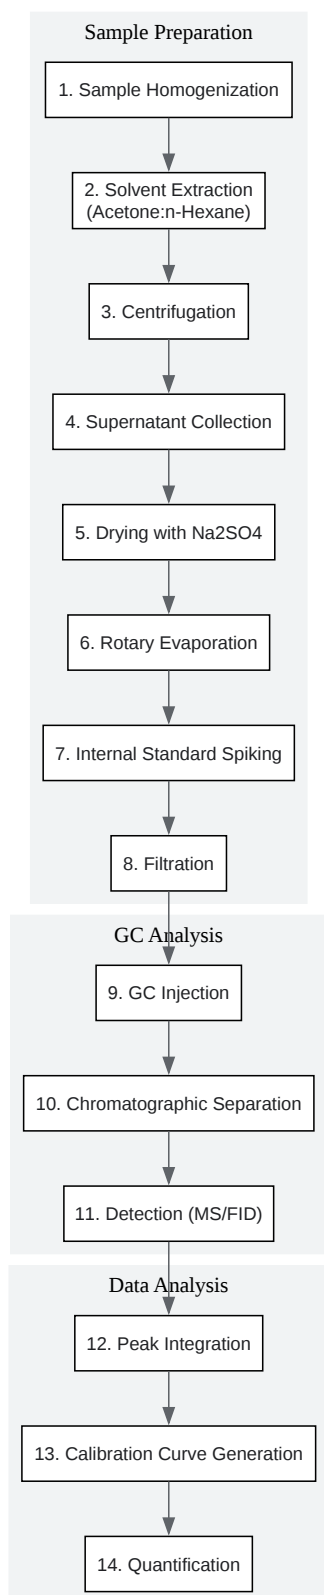 Sample Preparation
1. Sample Homogenization
2. Solvent Extraction
(Acetone:n-Hexane)
3. Centrifugation
4. Supernatant Collection
5. Drying with Na2SO4
6. Rotary Evaporation
7. Internal Standard Spiking
8. Filtration
GC Analysis
9. GC Injection
10. Chromatographic Separation
11. Detection (MS/FID)
Data Analysis
12. Peak Integration
13. Calibration Curve Generation
14. Quantification